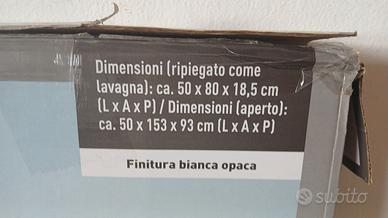 Dimensioni (ripiegato come
lavagna): ca. 50 x 80 x 18,5 cm
(L x A x P) / Dimensioni (aperto):
ca. 50 x 153 x 93 cm (L x A x P)
Finitura bianca opaca
subito